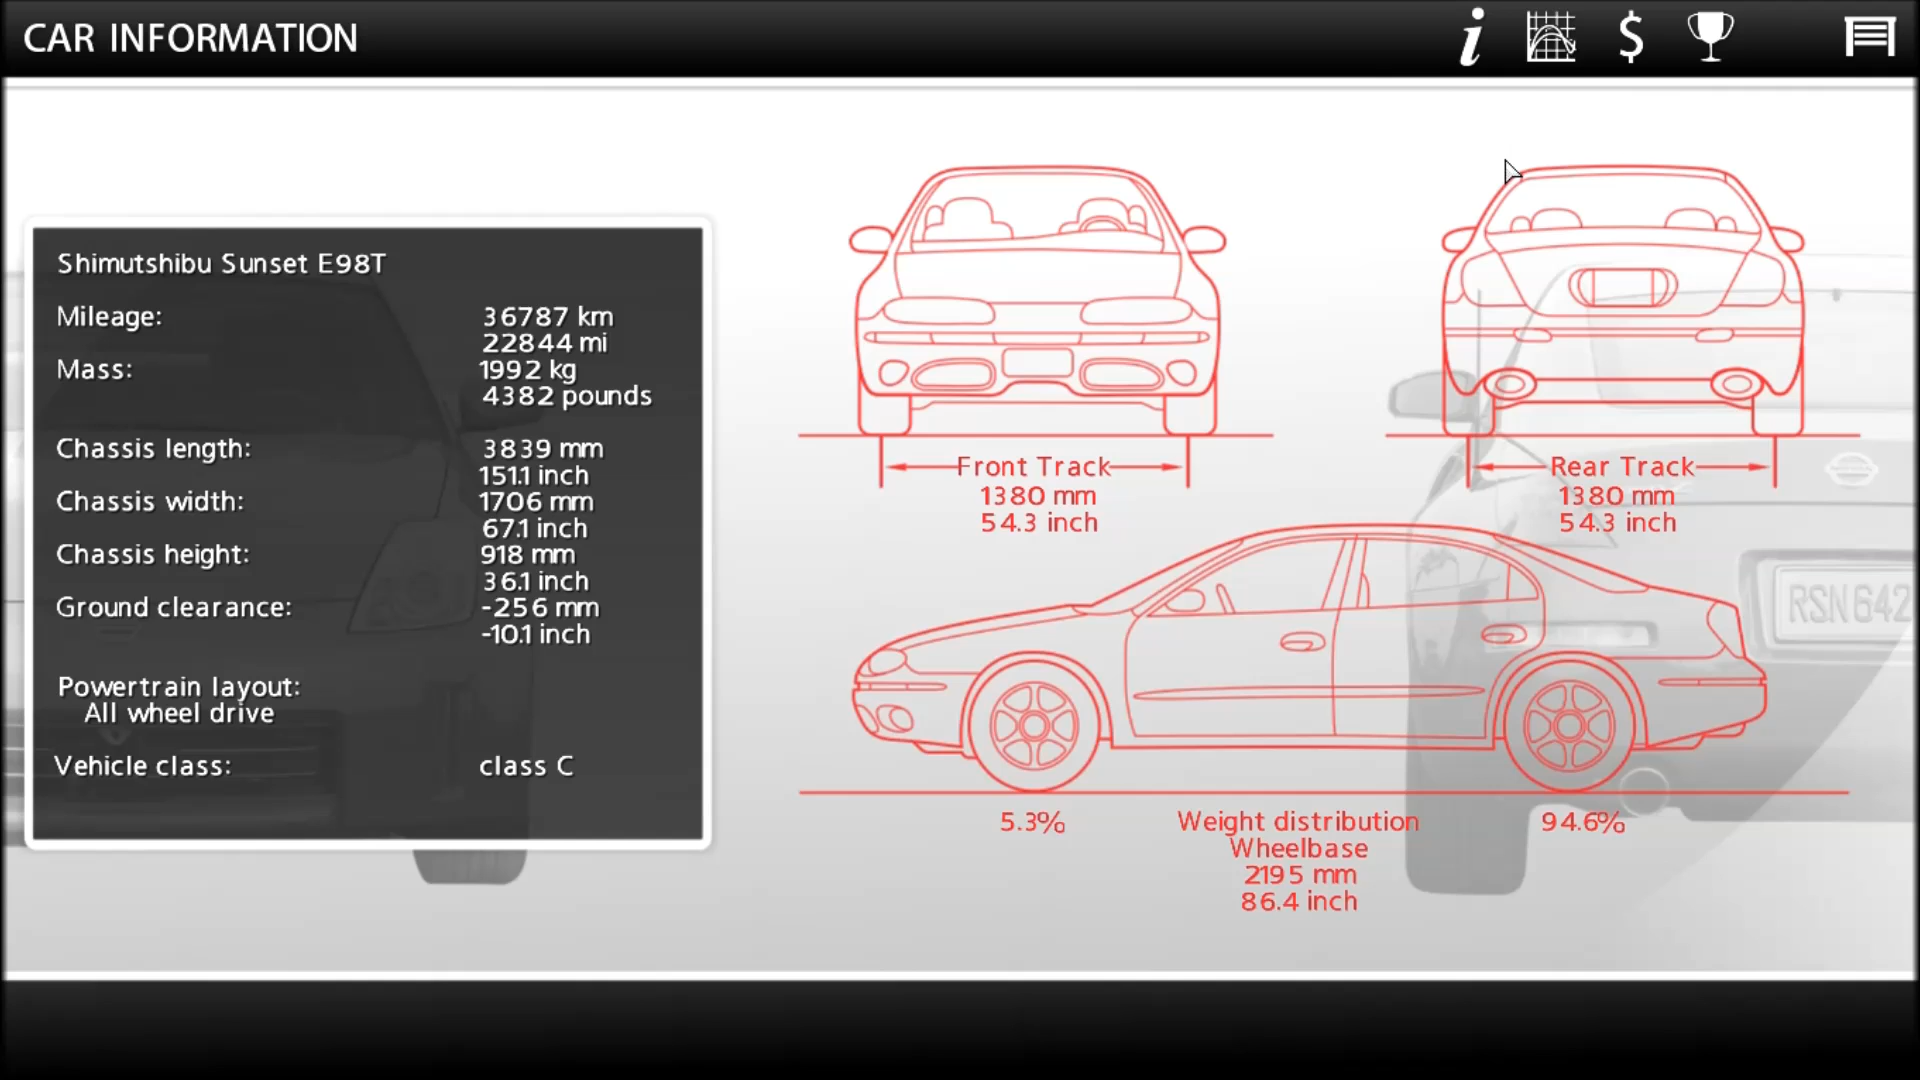 CAR INFORMATION
Shimutshibu Sunset E98T
Mileage: 36787 km
22844 mi
Mass: 1992 kg
4382 pounds
Chassis length: 3839 mm
151.1 inch
Chassis width: 1706 mm
67.1 inch
Chassis height: 918 mm
36.1 inch
Ground clearance: -256 mm
-10.1 inch
Powertrain layout:
All wheel drive
Vehicle class: class C
Front Track
1380 mm
54.3 inch
Rear Track
1380 mm
54.3 inch
RSN642
5.3% Weight distribution 94.6%
Wheelbase
2195 mm
86.4 inch